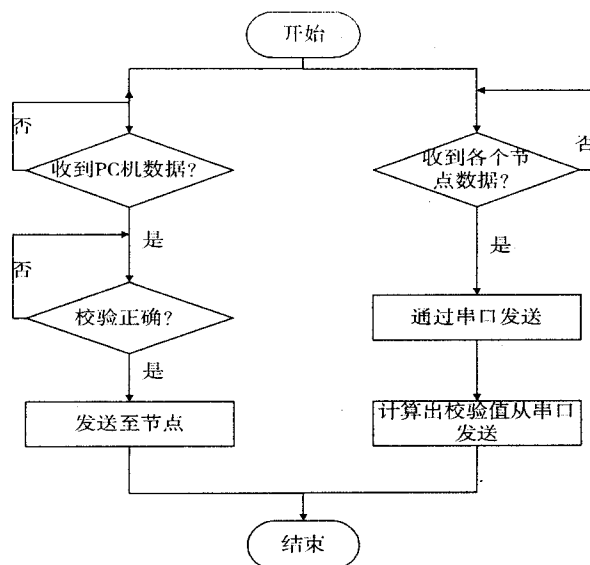 开始
否
收到PC机数据?
是
否
校验正确?
是
发送至节点
否
收到各个节
点数据?
是
通过串口发送
计算出校验值从串口
发送
结束